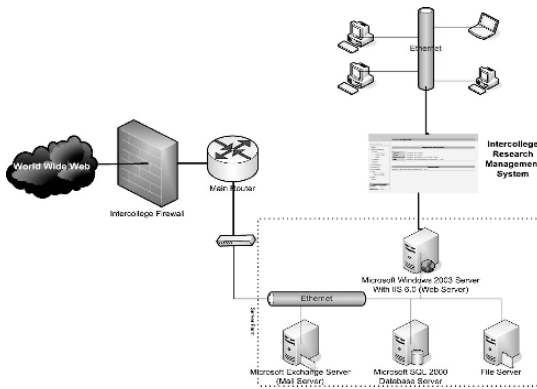 Ethernet
World Wide Web
Intercollege Firewall
Main Router
Intercollege
Research
Management
System
Microsoft Windows 2003 Server
With IIS 6.0 (Web Server)
Ethernet
Microsoft Exchange Server
(Mail Server)
Microsoft SQL 2000
Database Server
File Server